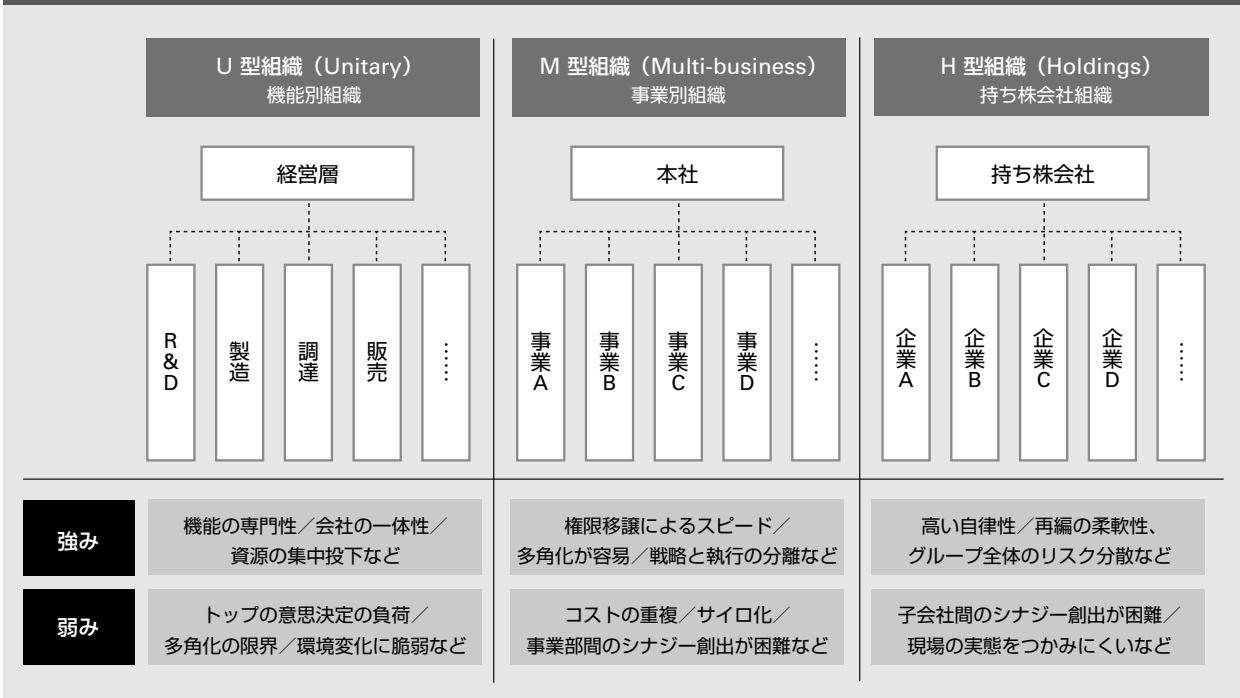 U 型組織（Unitary）
機能別組織
経営層
R&D
製造
調達
販売
……
M 型組織（Multi-business）
事業別組織
本社
事業A
事業B
事業C
事業D
……
H 型組織（Holdings）
持ち株会社組織
持ち株会社
企業A
企業B
企業C
企業D
……
強み
機能の専門性／会社の一体性／
資源の集中投下など
権限移譲によるスピード／
多角化が容易／戦略と執行の分離など
高い自律性／再編の柔軟性、
グループ全体のリスク分散など
弱み
トップの意思決定の負荷／
多角化の限界／環境変化に脆弱など
コストの重複／サイロ化／
事業部間のシナジー創出が困難など
子会社間のシナジー創出が困難／
現場の実態をつかみにくいなど